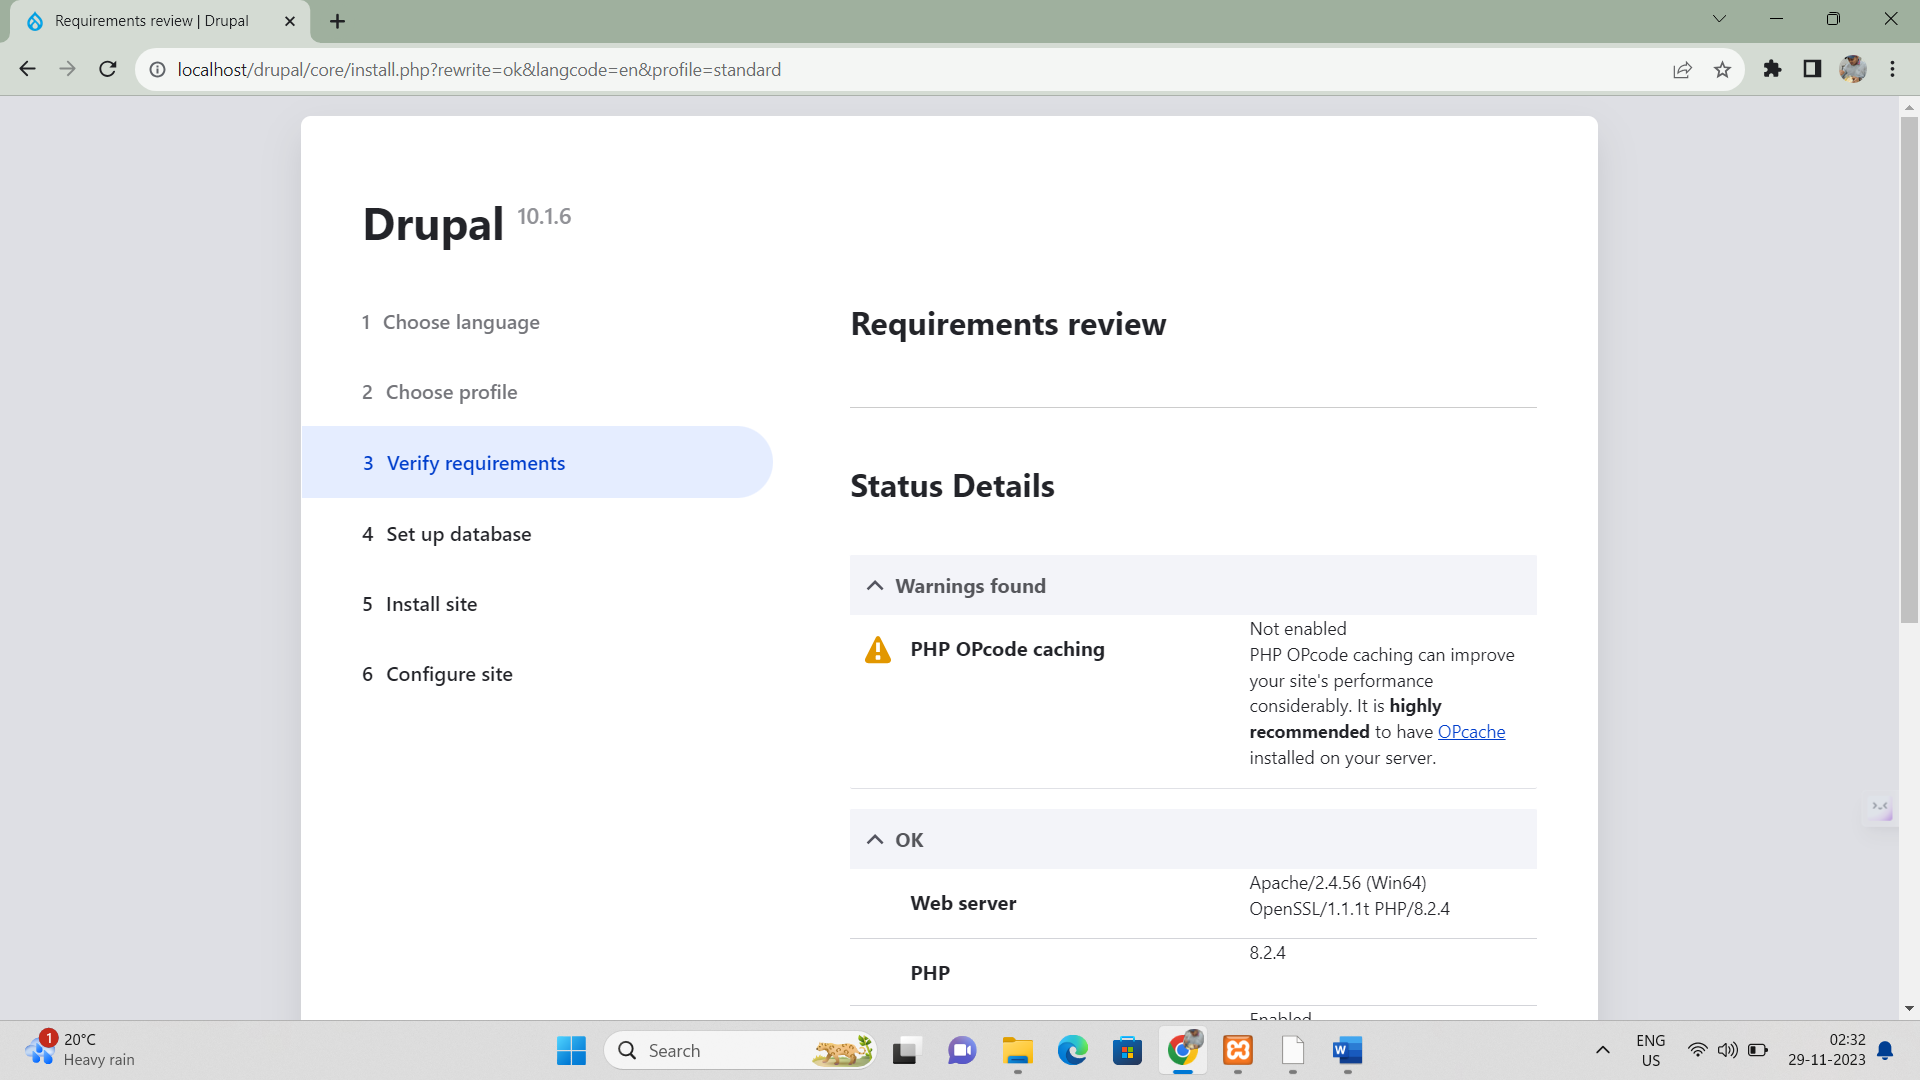 Requirements review | Drupal
localhost/drupal/core/install.php?rewrite=ok&langcode=en&profile=standard
Drupal 10.1.6
1 Choose language
2 Choose profile
3 Verify requirements
4 Set up database
5 Install site
6 Configure site
Requirements review
Status Details
Warnings found
PHP OPcode caching
Not enabled
PHP OPcode caching can improve
your site's performance
considerably. It is highly
recommended to have OPcache
installed on your server.
OK
Web server
Apache/2.4.56 (Win64)
OpenSSL/1.1.1t PHP/8.2.4
PHP
8.2.4
Enabled
1
20°C
Heavy rain
Search
W
ENG
US
02:32
29-11-2023